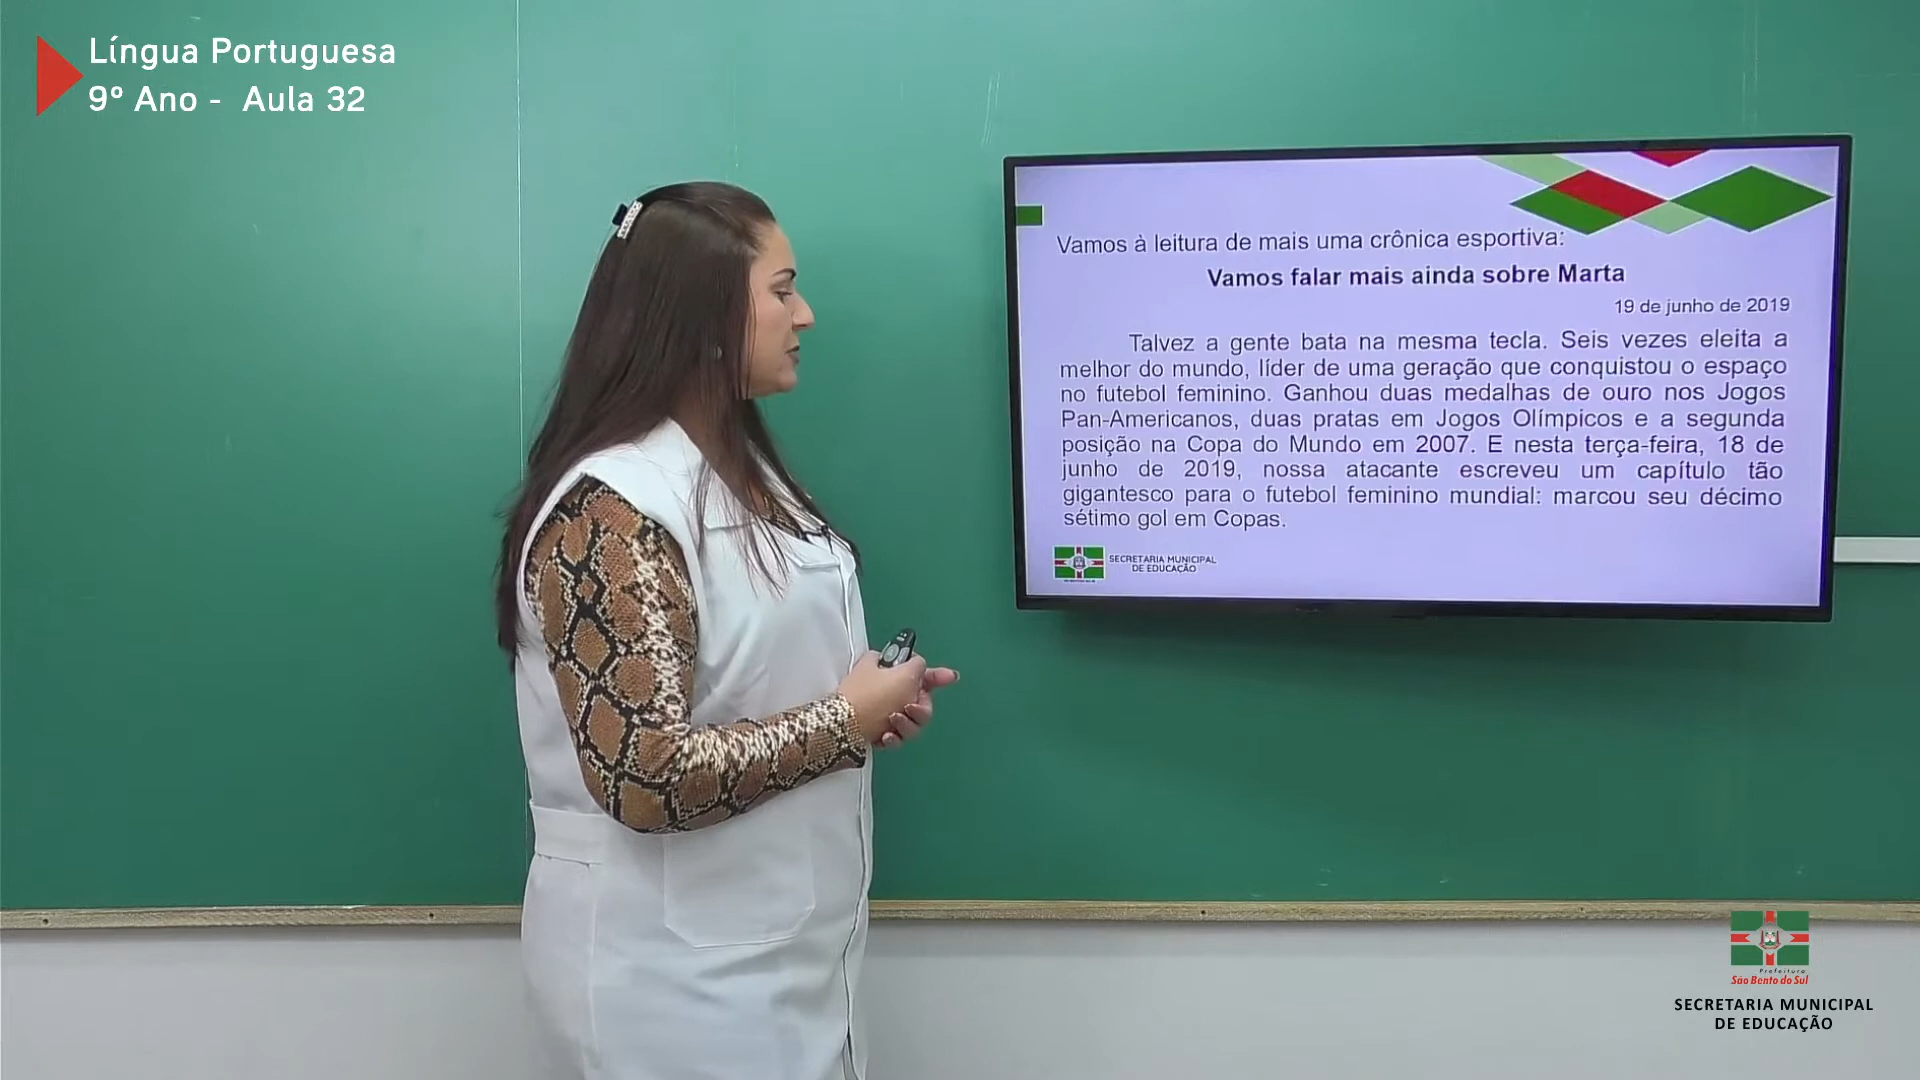 Língua Portuguesa
9º Ano - Aula 32
Vamos à leitura de mais uma crônica esportiva:
Vamos falar mais ainda sobre Marta
19 de junho de 2019
Talvez a gente bata na mesma tecla. Seis vezes eleita a
melhor do mundo, líder de uma geração que conquistou o espaço
no futebol feminino. Ganhou duas medalhas de ouro nos Jogos
Pan-Americanos, duas pratas em Jogos Olímpicos e a segunda
posição na Copa do Mundo em 2007. E nesta terça-feira, 18 de
junho de 2019, nossa atacante escreveu um capítulo tão
gigantesco para o futebol feminino mundial: marcou seu décimo
sétimo gol em Copas.
SECRETARIA MUNICIPAL
DE EDUCAÇÃO
Prefeitura
São Bento do Sul
SECRETARIA MUNICIPAL
DE EDUCAÇÃO